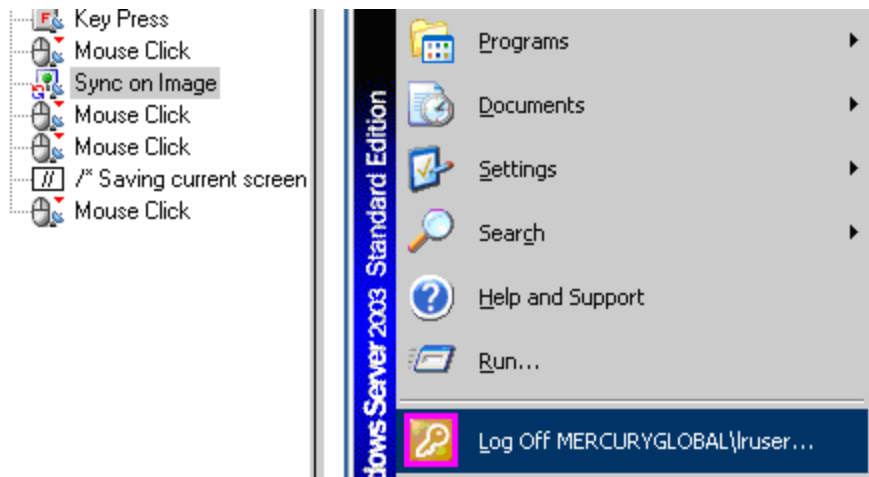 Key Press
Mouse Click
Sync on Image
Mouse Click
Mouse Click
// /* Saving current screen
Mouse Click
dows Server 2003 Standard Edition
Programs
Documents
Settings
Search
Help and Support
Run...
Log Off MERCURYGLOBAL\lruser...